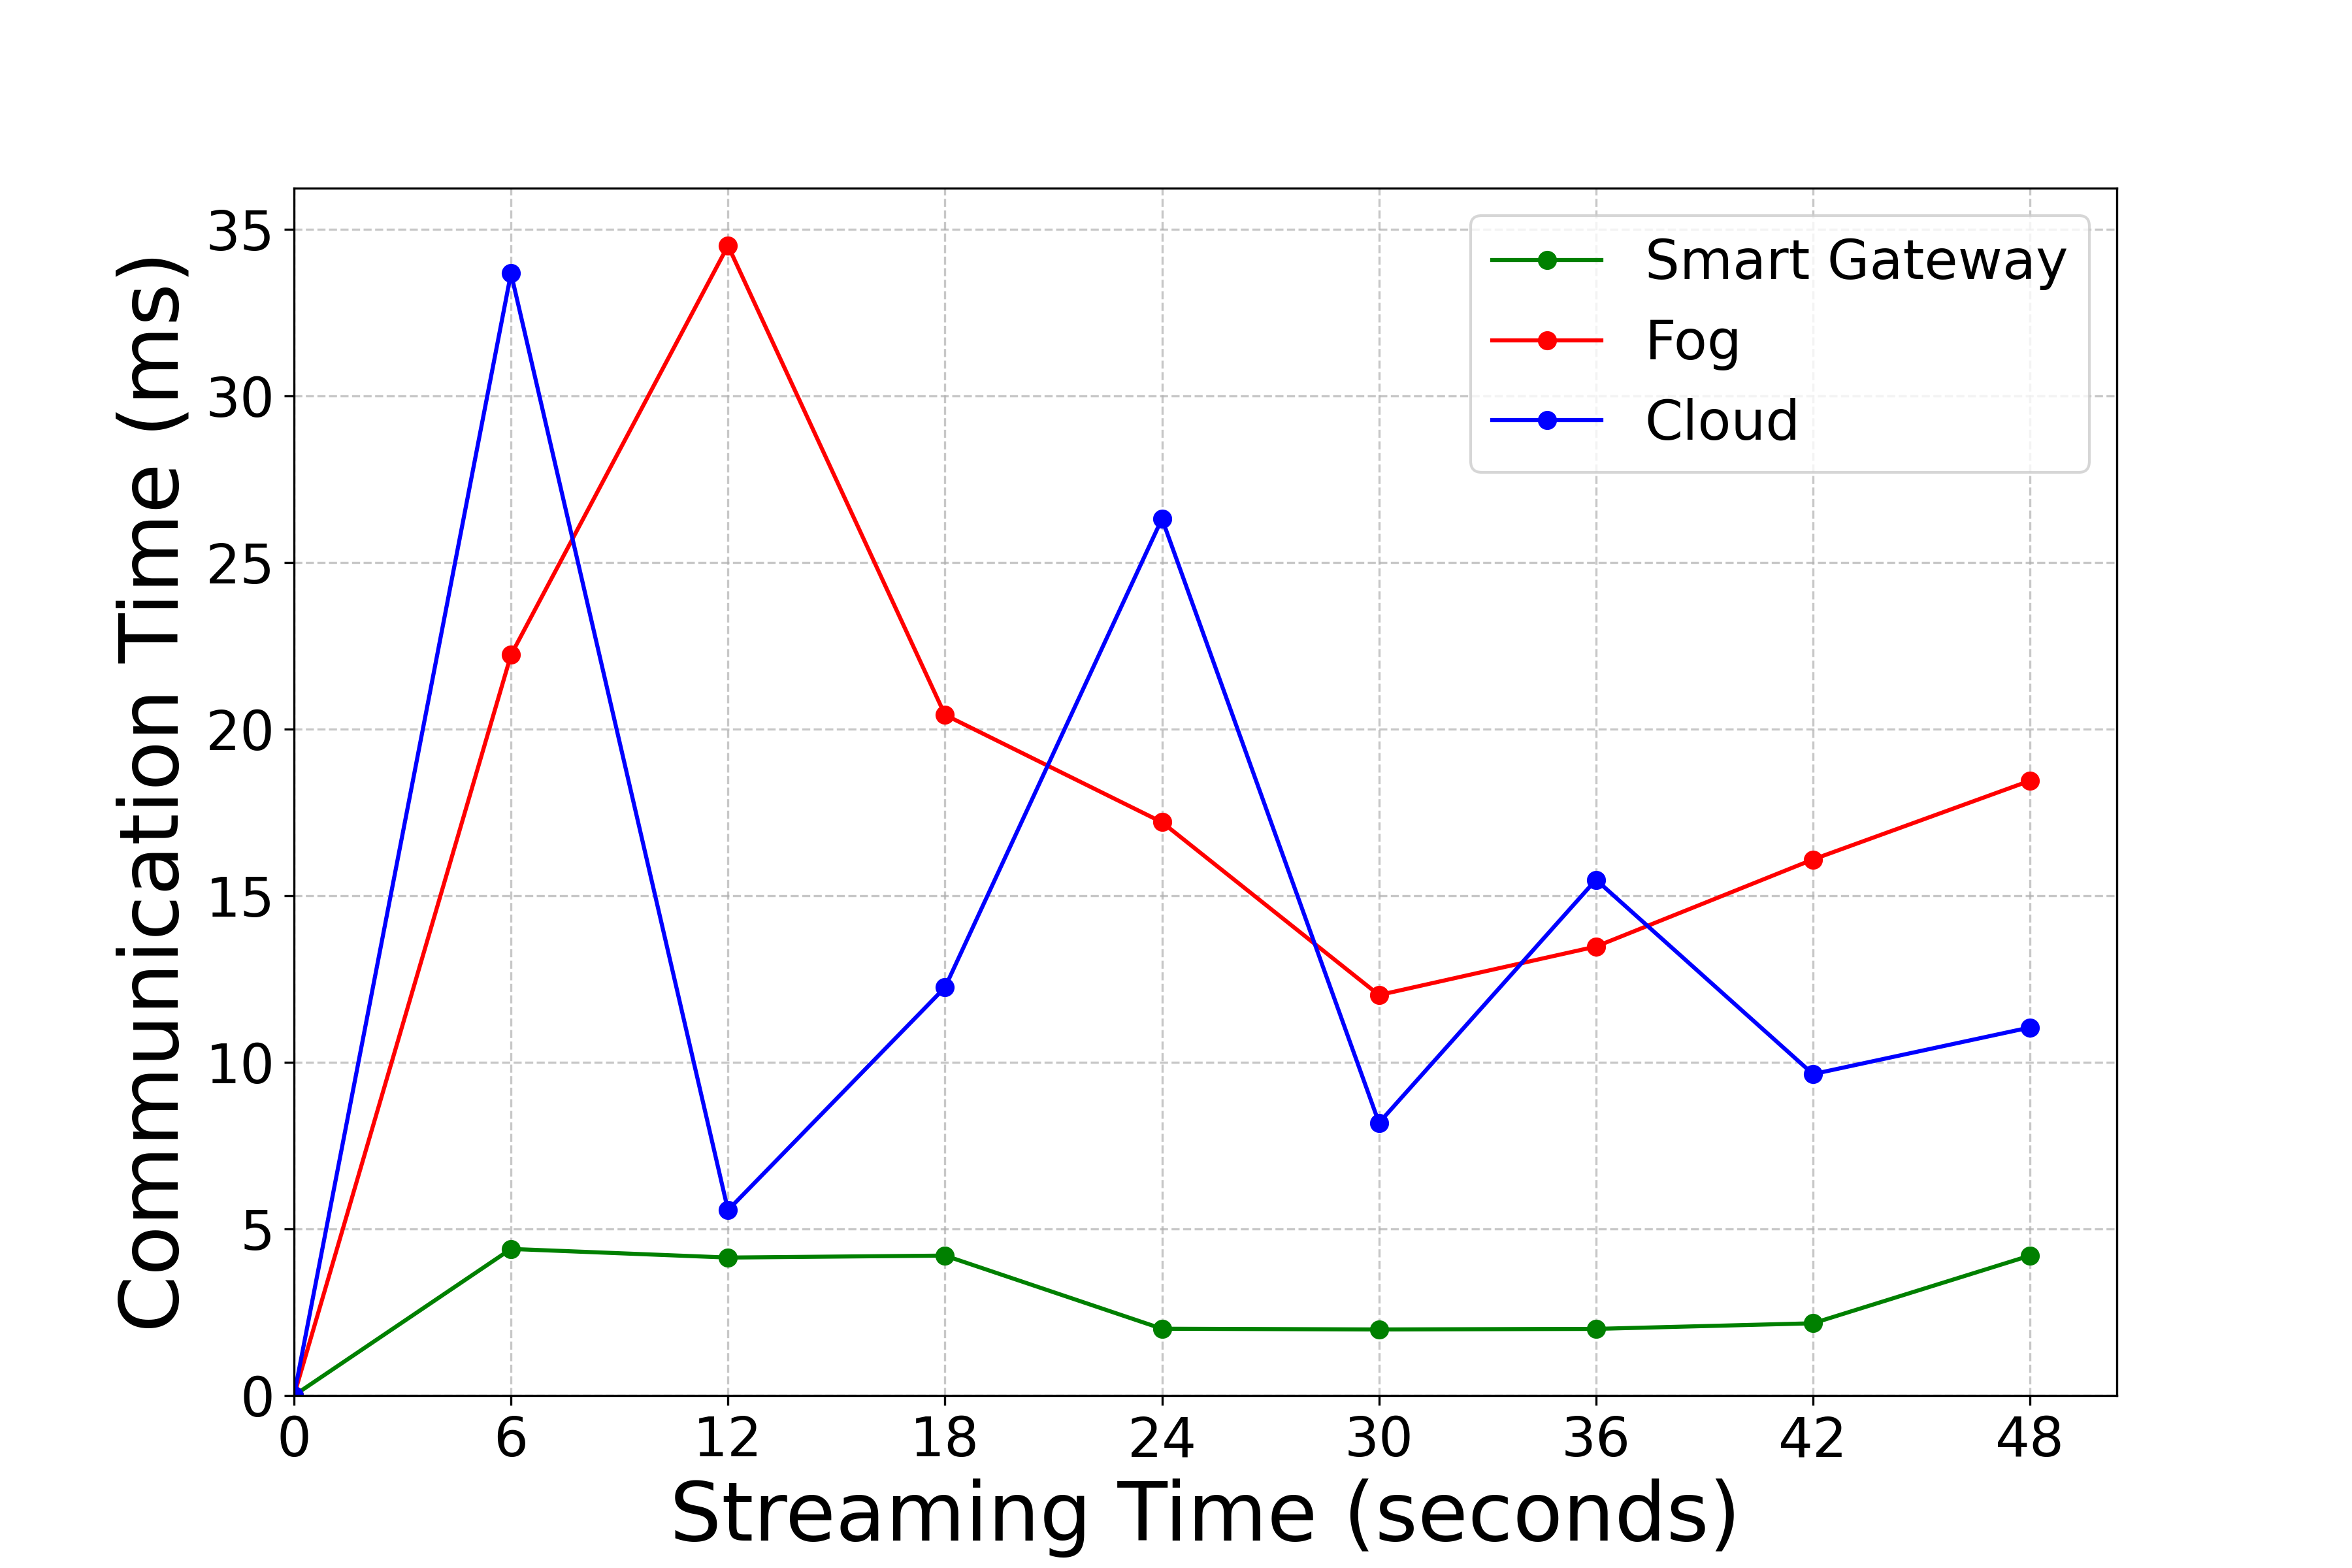 Communication Time (ms)
35
30
25
20
15
10
5
0
0 6 12 18 24 30 36 42 48
Streaming Time (seconds)
Smart Gateway
Fog
Cloud